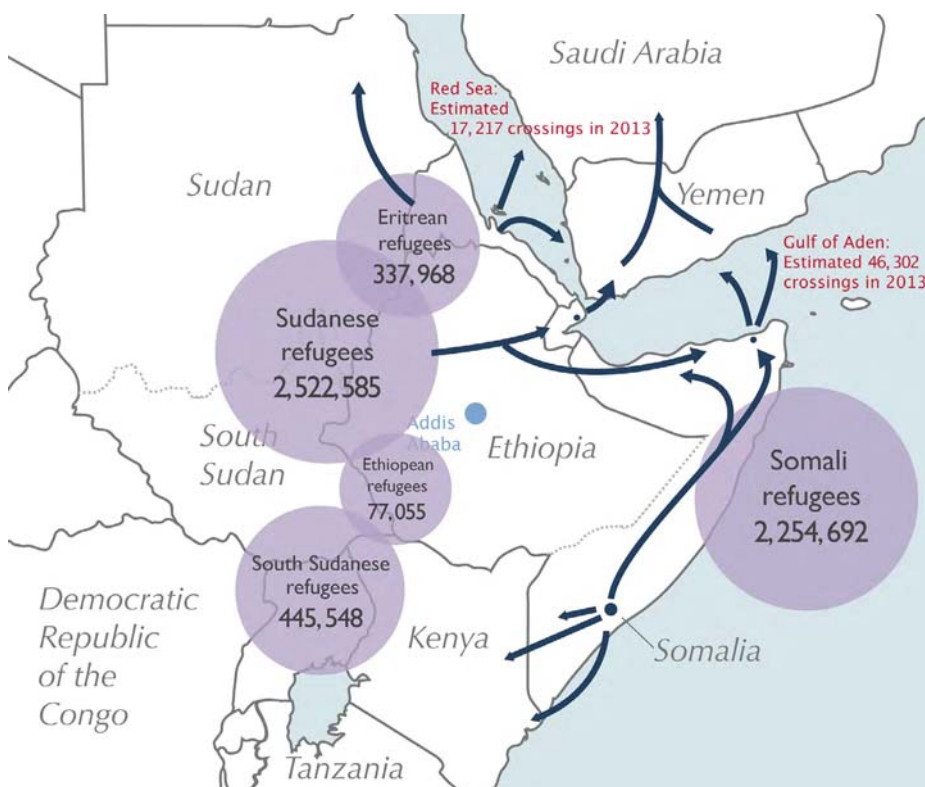 Saudi Arabia
Red Sea:
Estimated
17,217 crossings in 2013
Sudan
Yemen
Eritrean
refugees
337,968
Gulf of Aden:
Estimated 46,302
crossings in 2013
Sudanese
refugees
2,522,585
Addis
Ababa
South
Sudan
Ethiopia
Ethiopean
refugees
77,055
Somali
refugees
2,254,692
South Sudanese
refugees
445,548
Democratic
Republic
of the
Congo
Kenya
Somalia
Tanzania